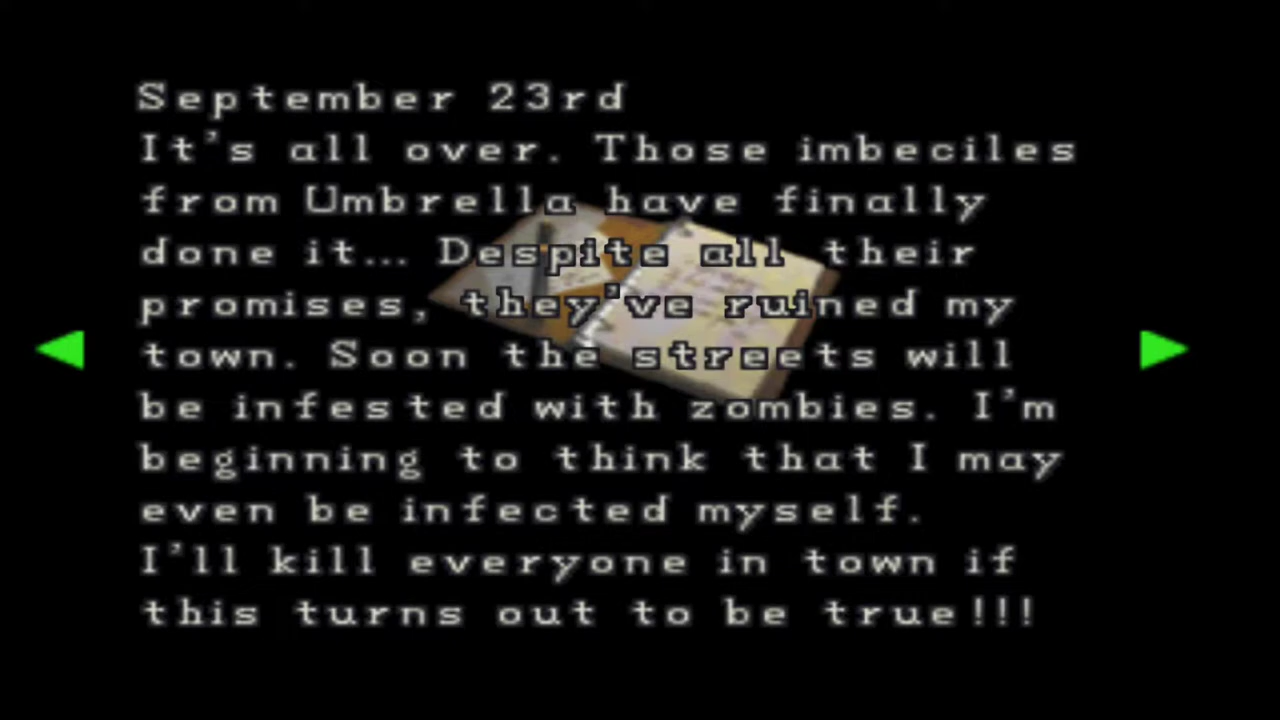 September 23rd
It's all over. Those imbeciles
from Umbrella have finally
done it... Despite all their
promises, they've ruined my
town. Soon the streets will
be infested with zombies. I'm
beginning to think that I may
even be infected myself.
I'll kill everyone in town if
this turns out to be true!!!